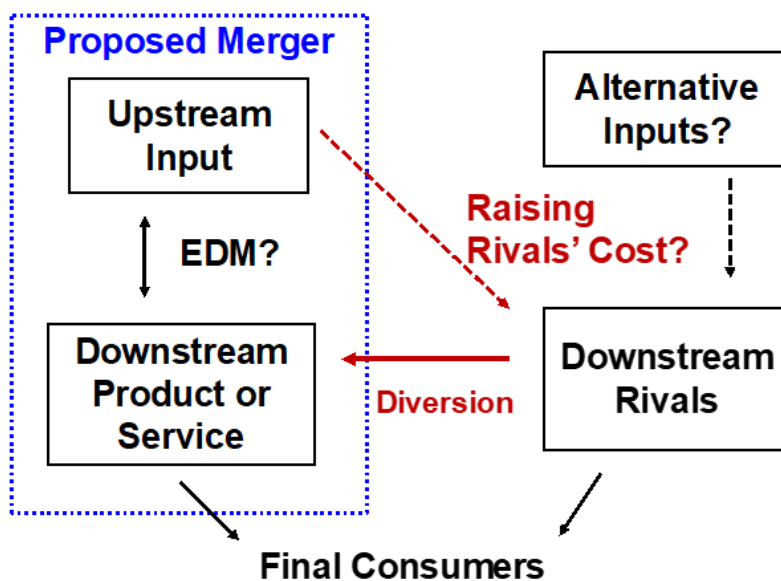 Proposed Merger
Upstream
Input
EDM?
Downstream
Product or
Service
Alternative
Inputs?
Raising
Rivals’ Cost?
Diversion
Downstream
Rivals
Final Consumers